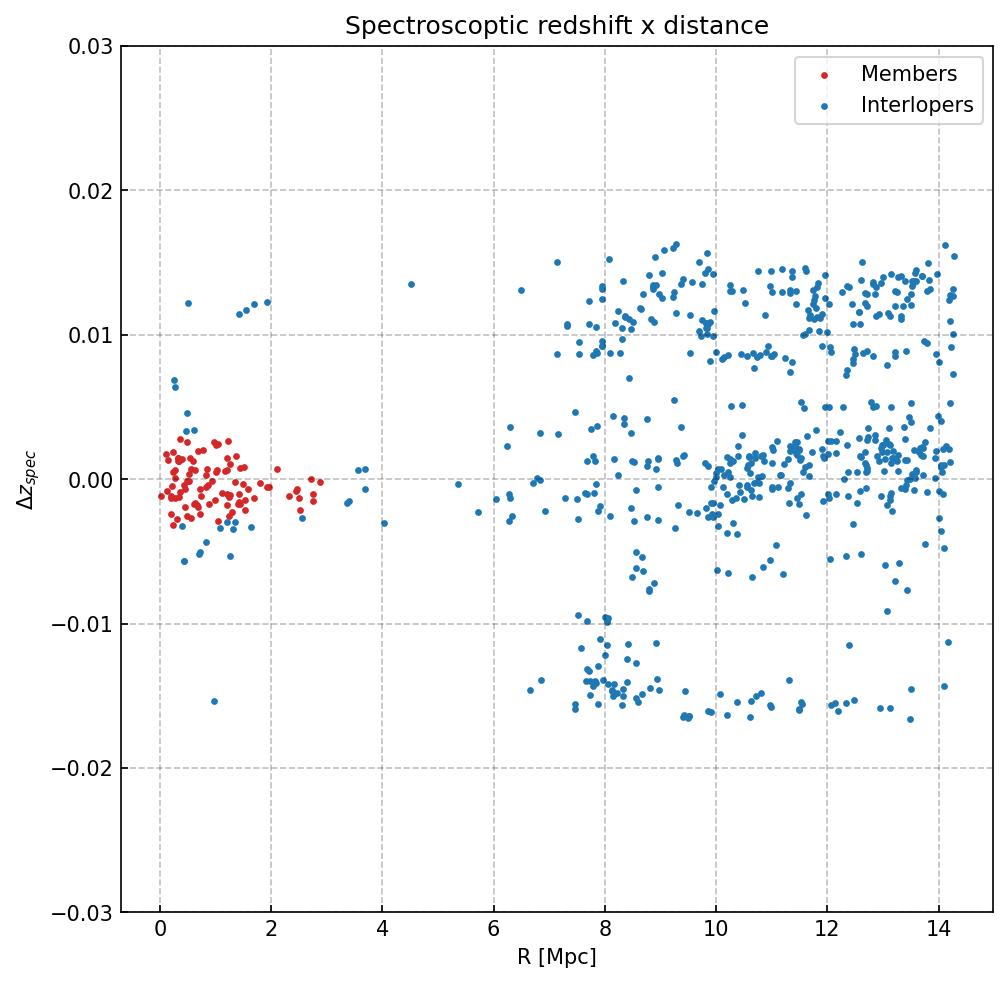 Spectroscoptic redshift x distance
Members
Interlopers
0.03
0.02
0.01
0.00
−0.01
−0.02
−0.03
Δz_spec
0 2 4 6 8 10 12 14
R [Mpc]